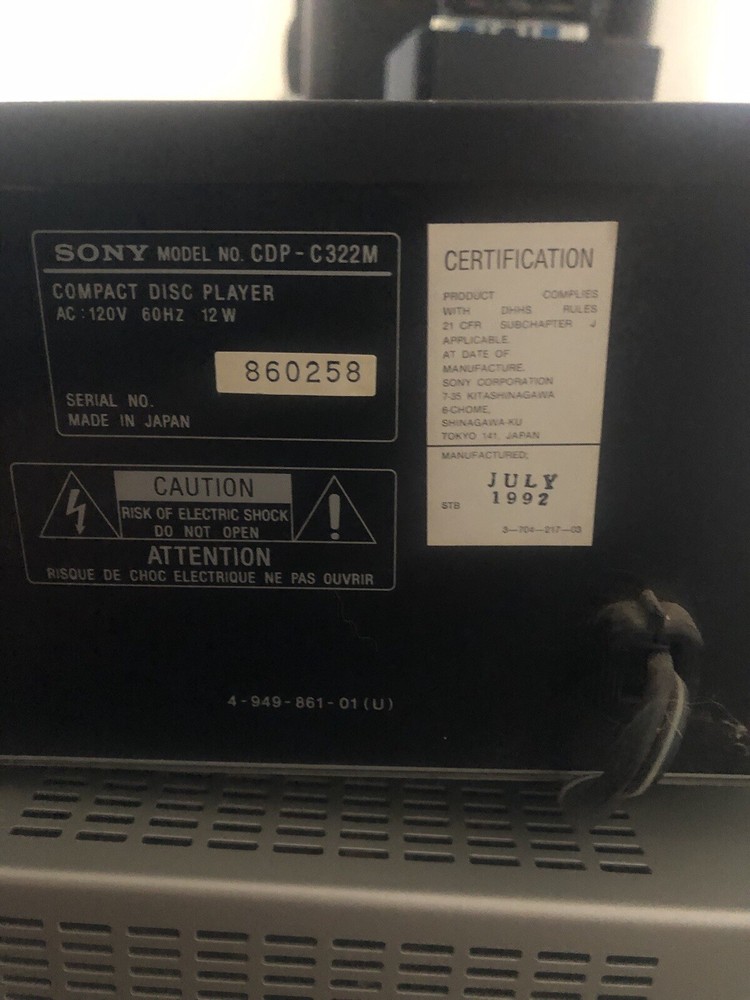 SONY MODEL NO. CDP-C322M
COMPACT DISC PLAYER
AC:120V 60HZ 12W
860258
SERIAL NO.
MADE IN JAPAN
CAUTION
RISK OF ELECTRIC SHOCK
DO NOT OPEN
ATTENTION
RISQUE DE CHOC ELECTRIQUE NE PAS OUVRIR
CERTIFICATION
PRODUCT COMPLIES
WITH DHHS RULES
21 CFR SUBCHAPTER J
APPLICABLE
AT DATE OF
MANUFACTURE.
SONY CORPORATION
7-35 KITASHINAGAWA
6-CHOME,
SHINAGAWA-KU
TOKYO 141, JAPAN
MANUFACTURED;
JULY
1992
STB
3-704-217-03
4-949-861-01(U)